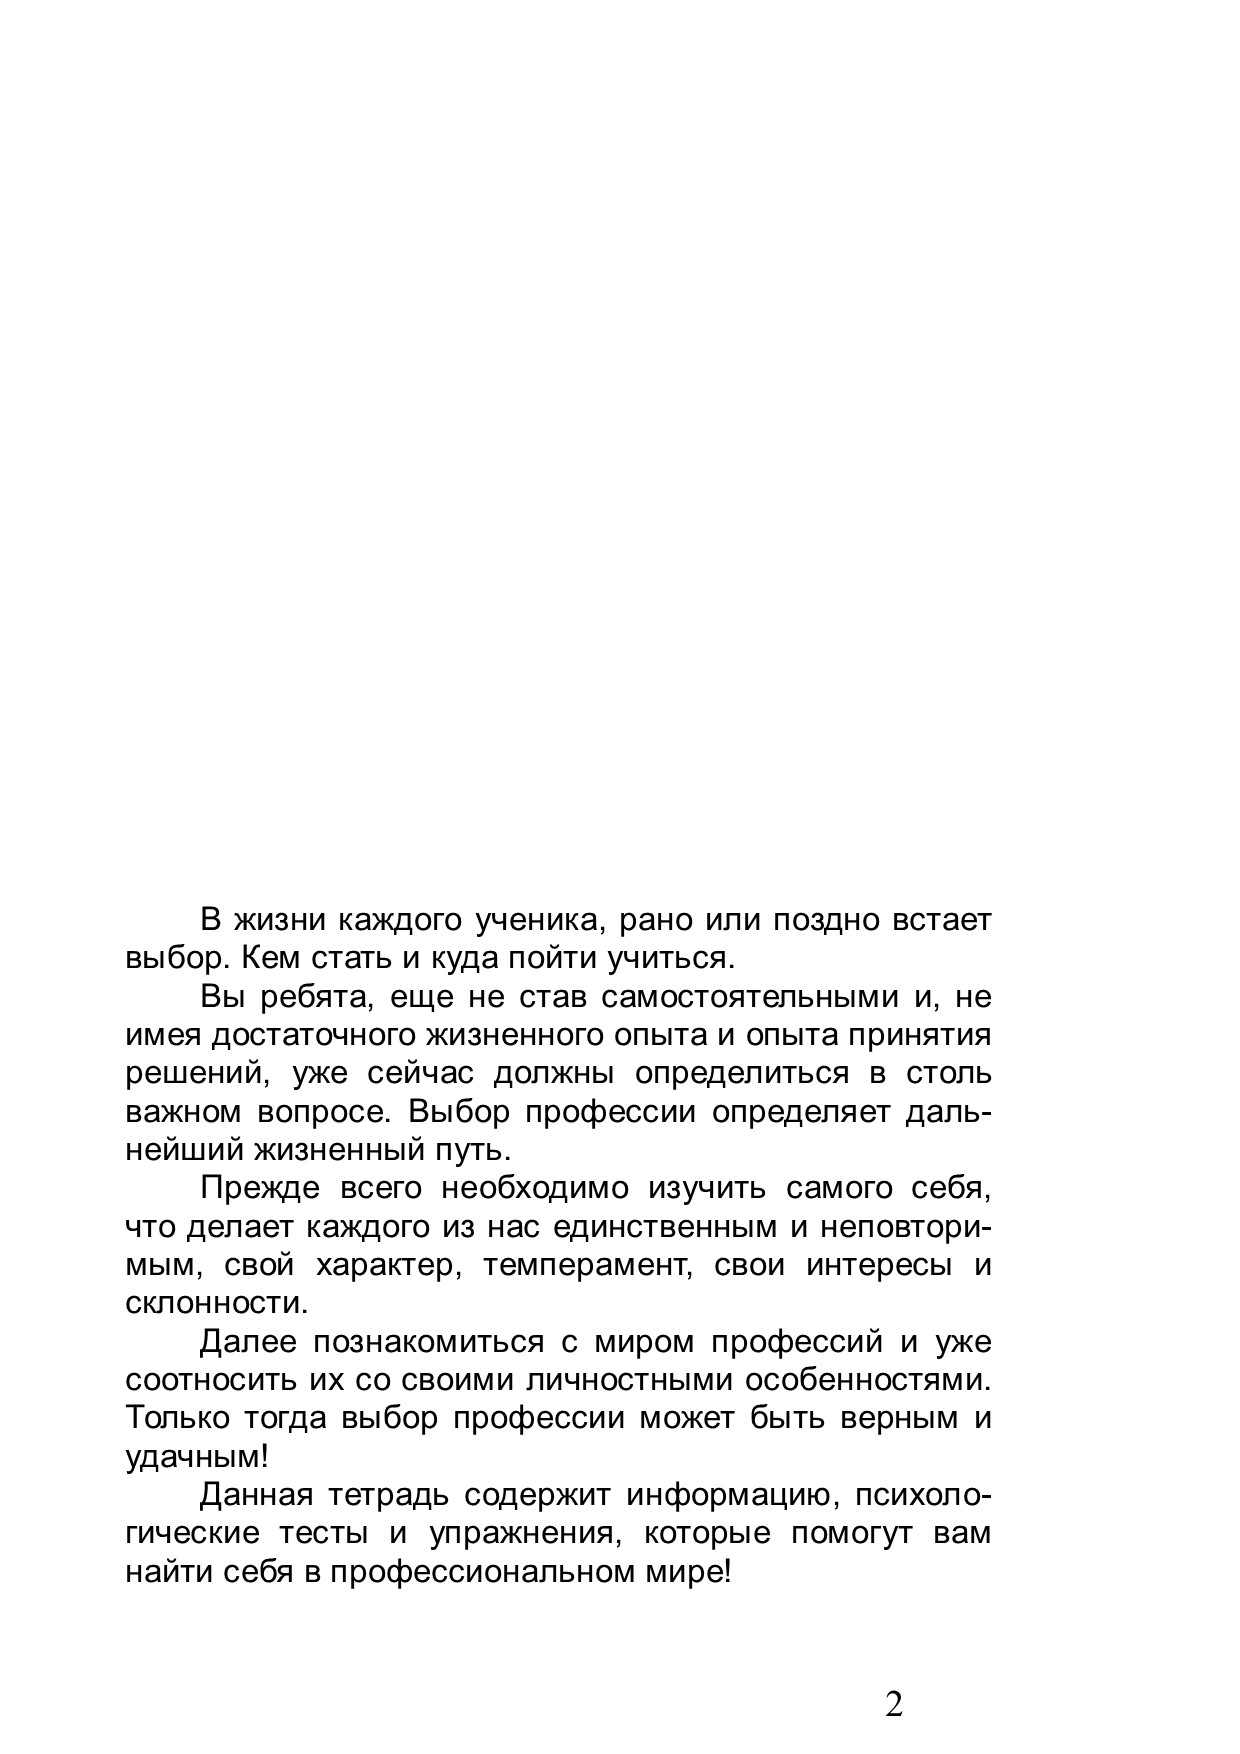 В жизни каждого ученика, рано или поздно встает
выбор. Кем стать и куда пойти учиться.
Вы ребята, еще не став самостоятельными и, не
имея достаточного жизненного опыта и опыта принятия
решений, уже сейчас должны определиться в столь
важном вопросе. Выбор профессии определяет даль-
нейший жизненный путь.
Прежде всего необходимо изучить самого себя,
что делает каждого из нас единственным и неповтори-
мым, свой характер, темперамент, свои интересы и
склонности.
Далее познакомиться с миром профессий и уже
соотносить их со своими личностными особенностями.
Только тогда выбор профессии может быть верным и
удачным!
Данная тетрадь содержит информацию, психоло-
гические тесты и упражнения, которые помогут вам
найти себя в профессиональном мире!
2